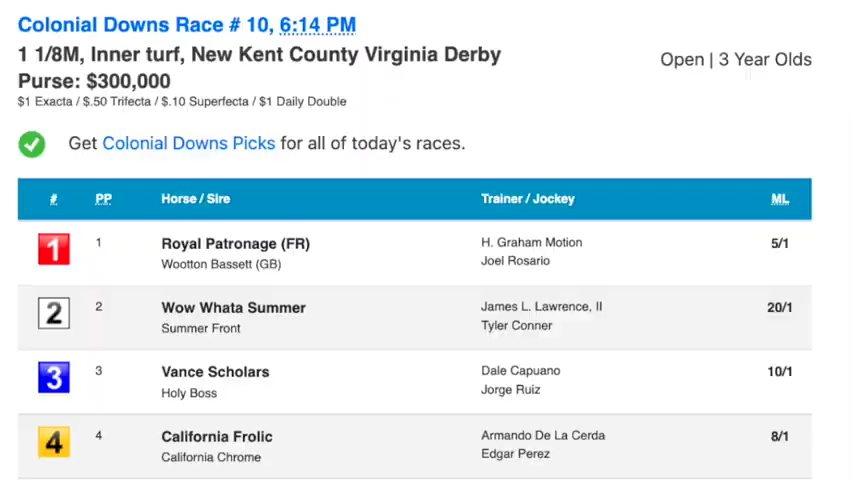 Colonial Downs Race # 10, 6:14 PM
1 1/8M, Inner turf, New Kent County Virginia Derby
Open | 3 Year Olds
Purse: $300,000
$1 Exacta / $.50 Trifecta / $.10 Superfecta / $1 Daily Double
Get Colonial Downs Picks for all of today's races.
# PP Horse / Sire Trainer / Jockey ML
1 1 Royal Patronage (FR) H. Graham Motion 5/1
Wootton Bassett (GB) Joel Rosario
2 2 Wow Whata Summer James L. Lawrence, II 20/1
Summer Front Tyler Conner
3 3 Vance Scholars Dale Capuano 10/1
Holy Boss Jorge Ruiz
4 4 California Frolic Armando De La Cerda 8/1
California Chrome Edgar Perez